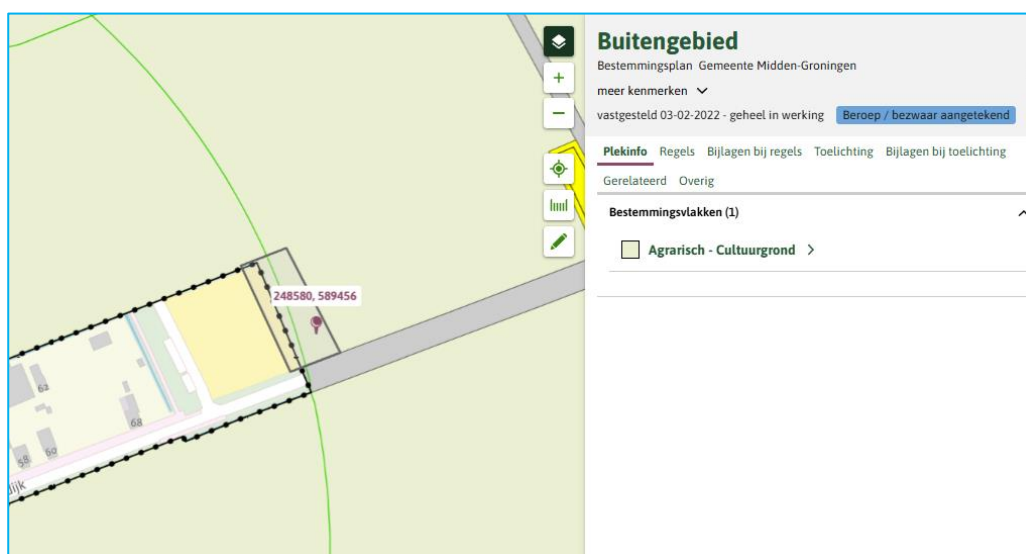 Buitengebied
Bestemmingsplan Gemeente Midden-Groningen
meer kenmerken
vastgesteld 03-02-2022 - geheel in werking Beroep / bezwaar aangetekend
Plekinfo Regels Bijlagen bij regels Toelichting Bijlagen bij toelichting
Gerelateerd Overig
Bestemmingsvlakken (1)
Agrarisch - Cultuurgrond
248580, 589456
62
68
60
58
ijk